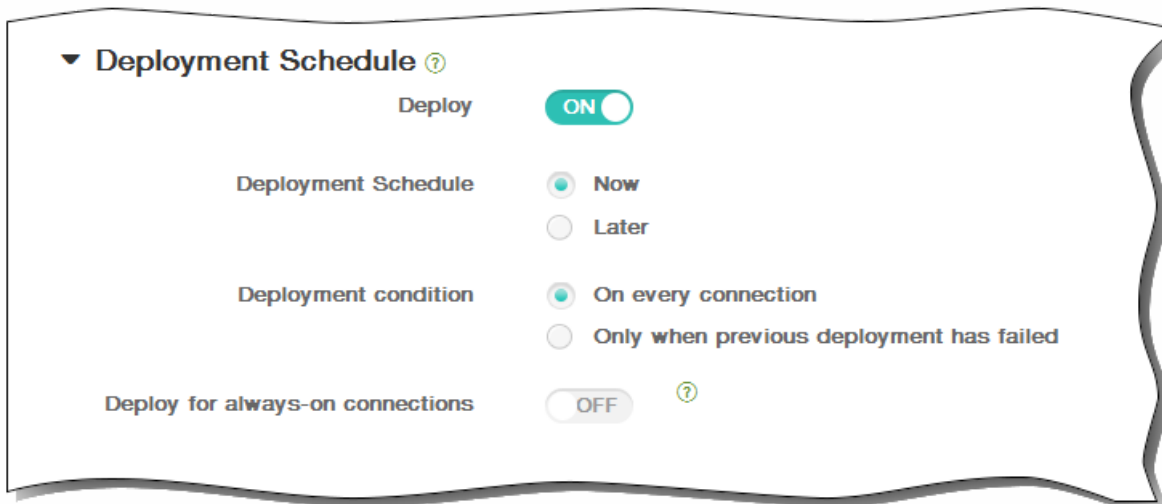 Deployment Schedule ?
Deploy ON
Deployment Schedule Now
Later
Deployment condition On every connection
Only when previous deployment has failed
Deploy for always-on connections OFF ?